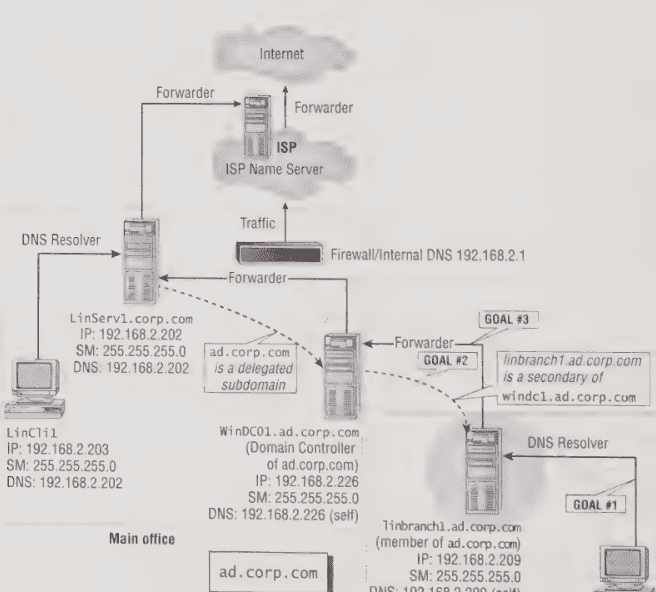 Internet
Forwarder
Forwarder
ISP
ISP Name Server
Traffic
DNS Resolver
Firewall/Internal DNS 192.168.2.1
Forwarder
LinServ1.corp.com
IP: 192.168.2.202
SM: 255.255.255.0
DNS: 192.168.2.202
ad.corp.com
is a delegated
subdomain
GOAL #3
Forwarder
GOAL #2
linbranch1.ad.corp.com
is a secondary of
windc1.ad.corp.com
LinCli1
IP: 192.168.2.203
SM: 255.255.255.0
DNS: 192.168.2.202
WinDC01.ad.corp.com
(Domain Controller
of ad.corp.com)
IP: 192.168.2.226
SM: 255.255.255.0
DNS: 192.168.2.226 (self)
DNS Resolver
GOAL #1
linbranch1.ad.corp.com
(member of ad.corp.com)
IP: 192.168.2.209
SM: 255.255.255.0
DNS: 192.168.2.209 (self)
Main office
ad.corp.com